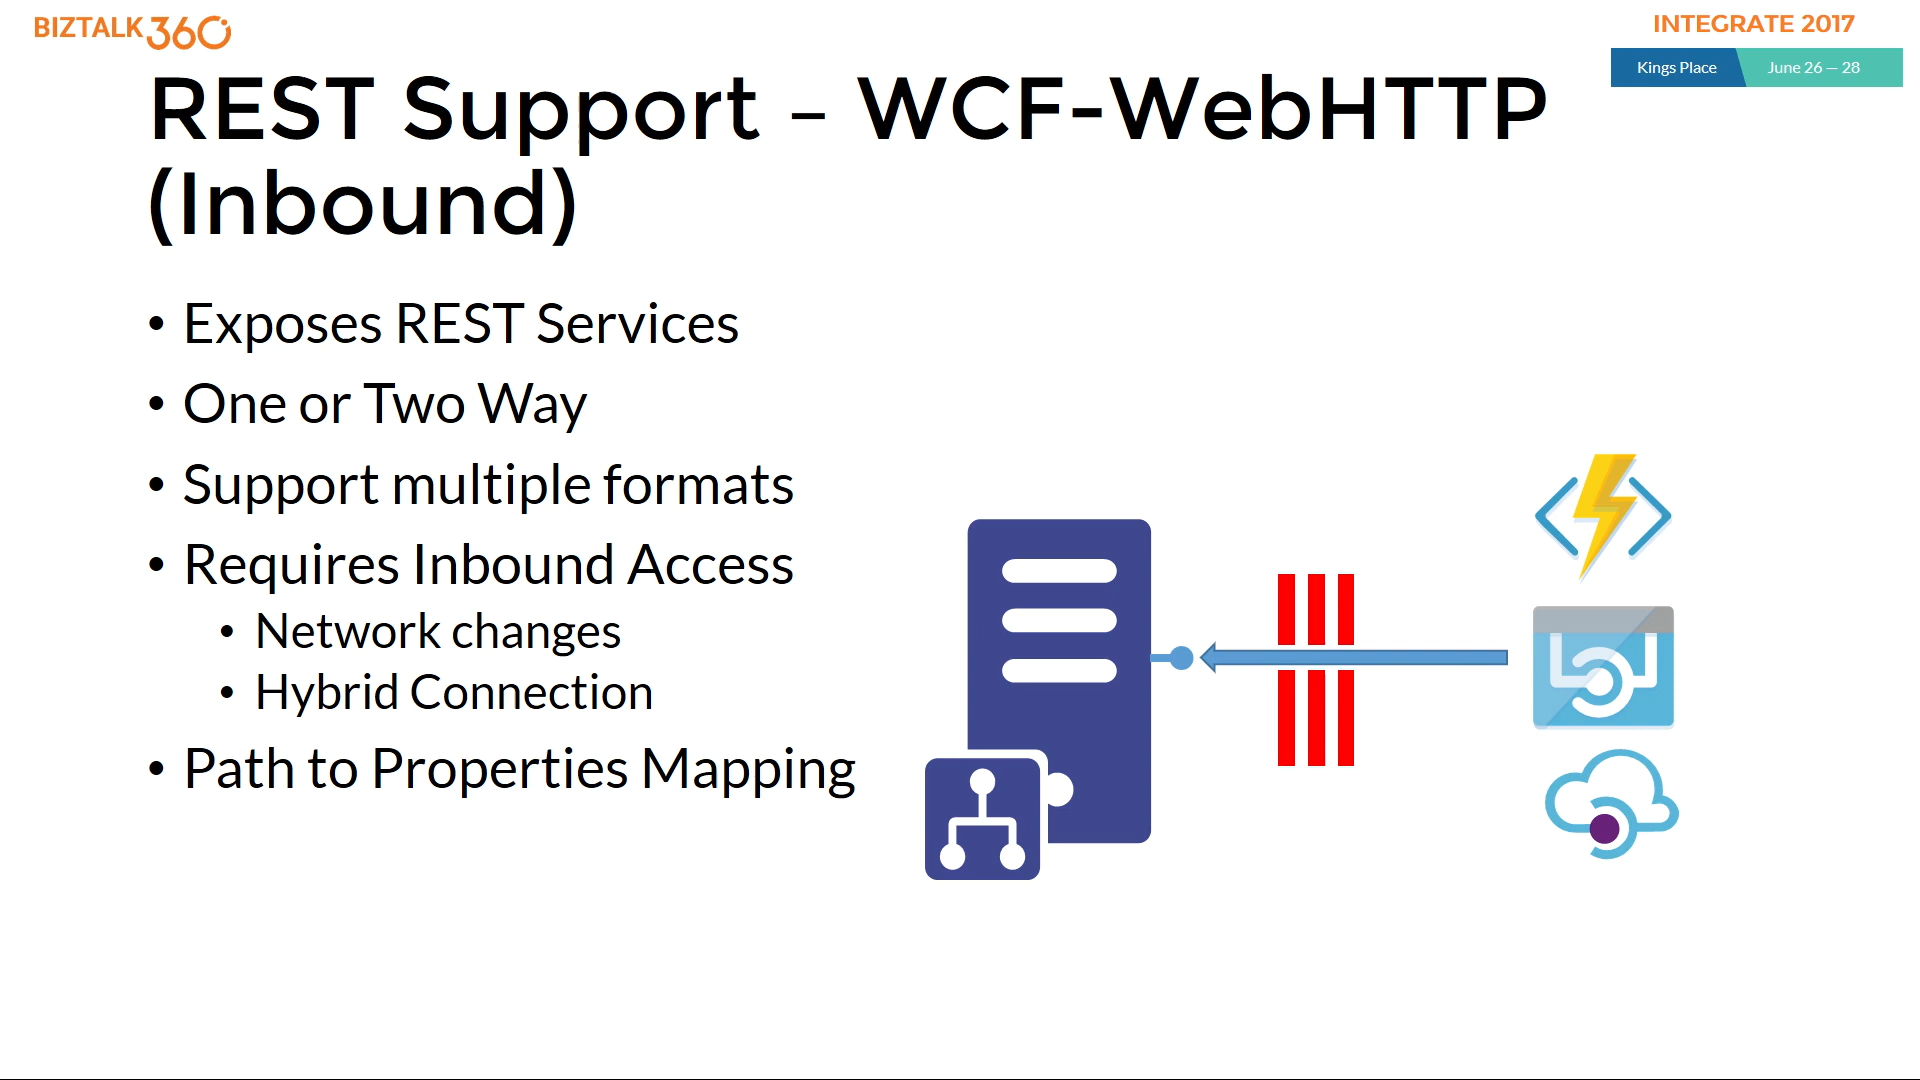 BIZTALK360
INTEGRATE 2017
Kings Place
June 26 — 28
REST Support – WCF-WebHTTP
(Inbound)
• Exposes REST Services
• One or Two Way
• Support multiple formats
• Requires Inbound Access
• Network changes
• Hybrid Connection
• Path to Properties Mapping